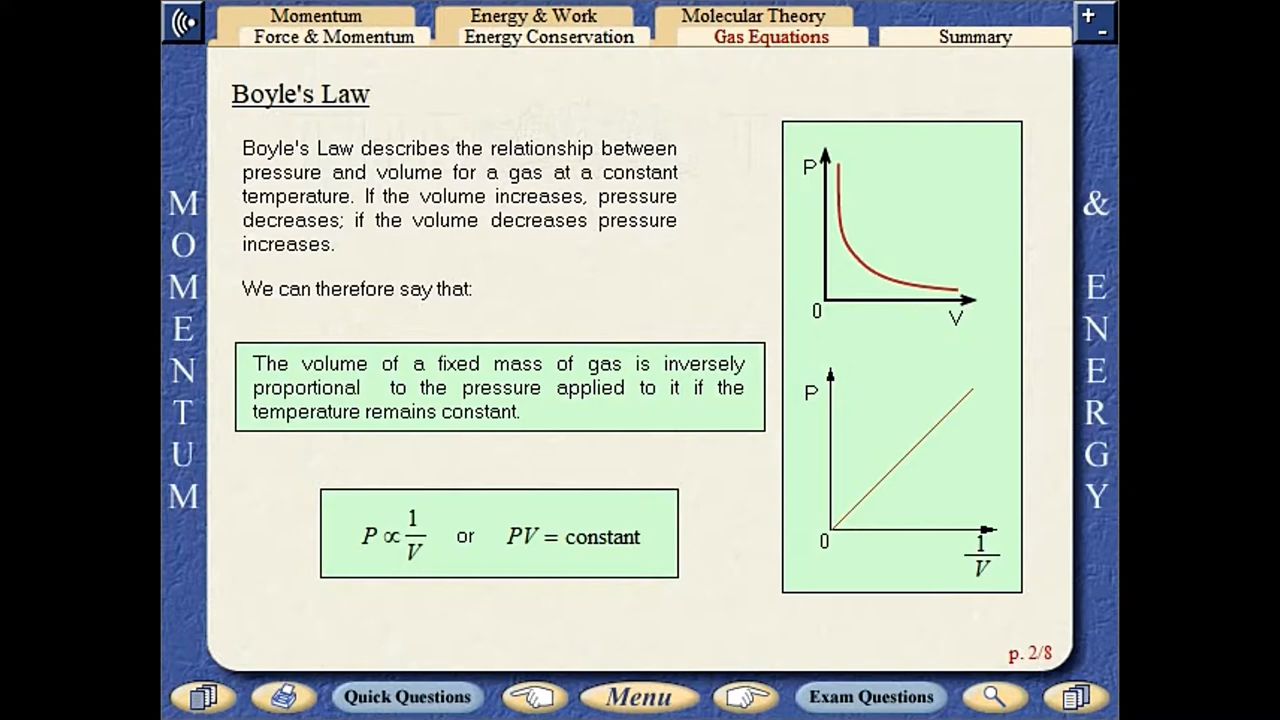 Momentum
Energy & Work
Molecular Theory
+
-
Force & Momentum
Energy Conservation
Gas Equations
Summary
Boyle's Law
Boyle's Law describes the relationship between
pressure and volume for a gas at a constant
temperature. If the volume increases, pressure
decreases; if the volume decreases pressure
increases.
We can therefore say that:
The volume of a fixed mass of gas is inversely
proportional to the pressure applied to it if the
temperature remains constant.
P ∝ 1/V or PV = constant
P
0
V
P
0
1/V
MOMENTUM
& ENERGY
p. 2/8
Quick Questions
Menu
Exam Questions